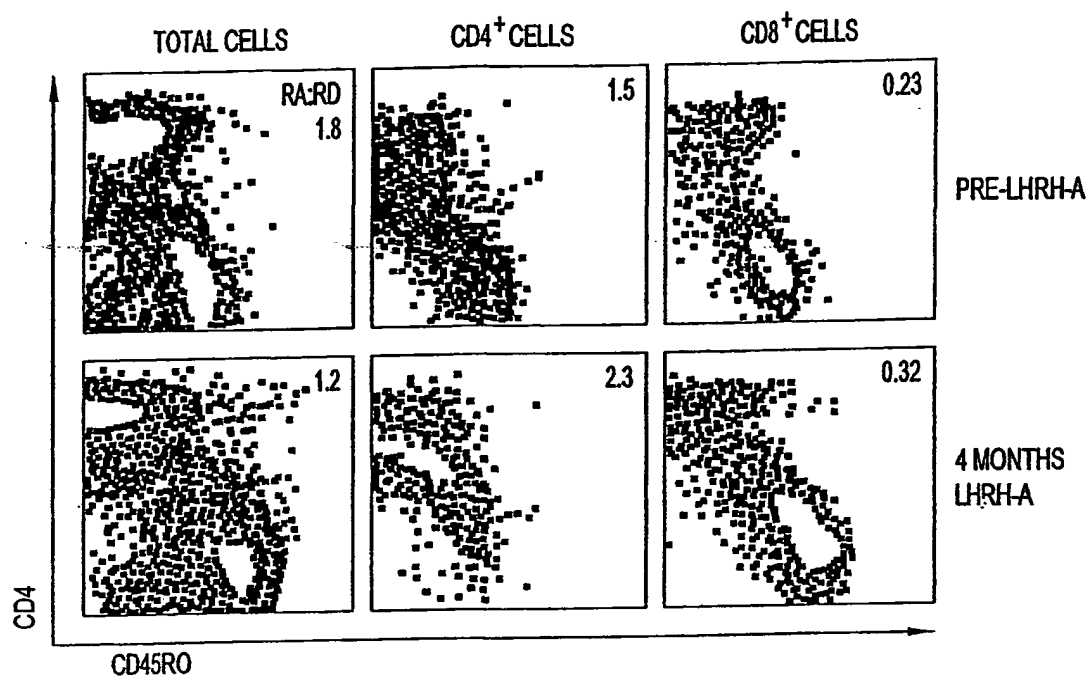 TOTAL CELLS
CD4+ CELLS
CD8+ CELLS
RA:RD
1.8
1.5
0.23
PRE-LHRH-A
1.2
2.3
0.32
4 MONTHS
LHRH-A
CD4
CD45RO